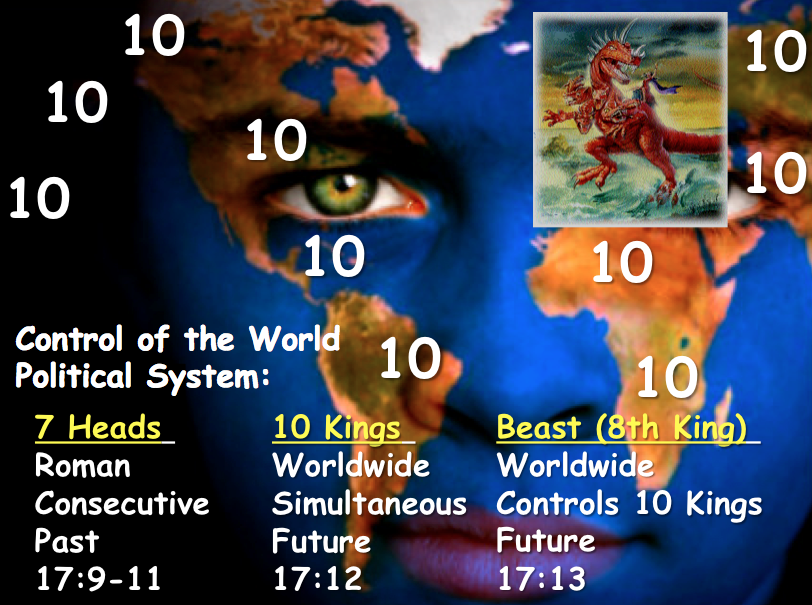 10
10
10
10
10
10
10
10
10
10
Control of the World
Political System:
7 Heads
Roman
Consecutive
Past
17:9-11
10 Kings
Worldwide
Simultaneous
Future
17:12
Beast (8th King)
Worldwide
Controls 10 Kings
Future
17:13